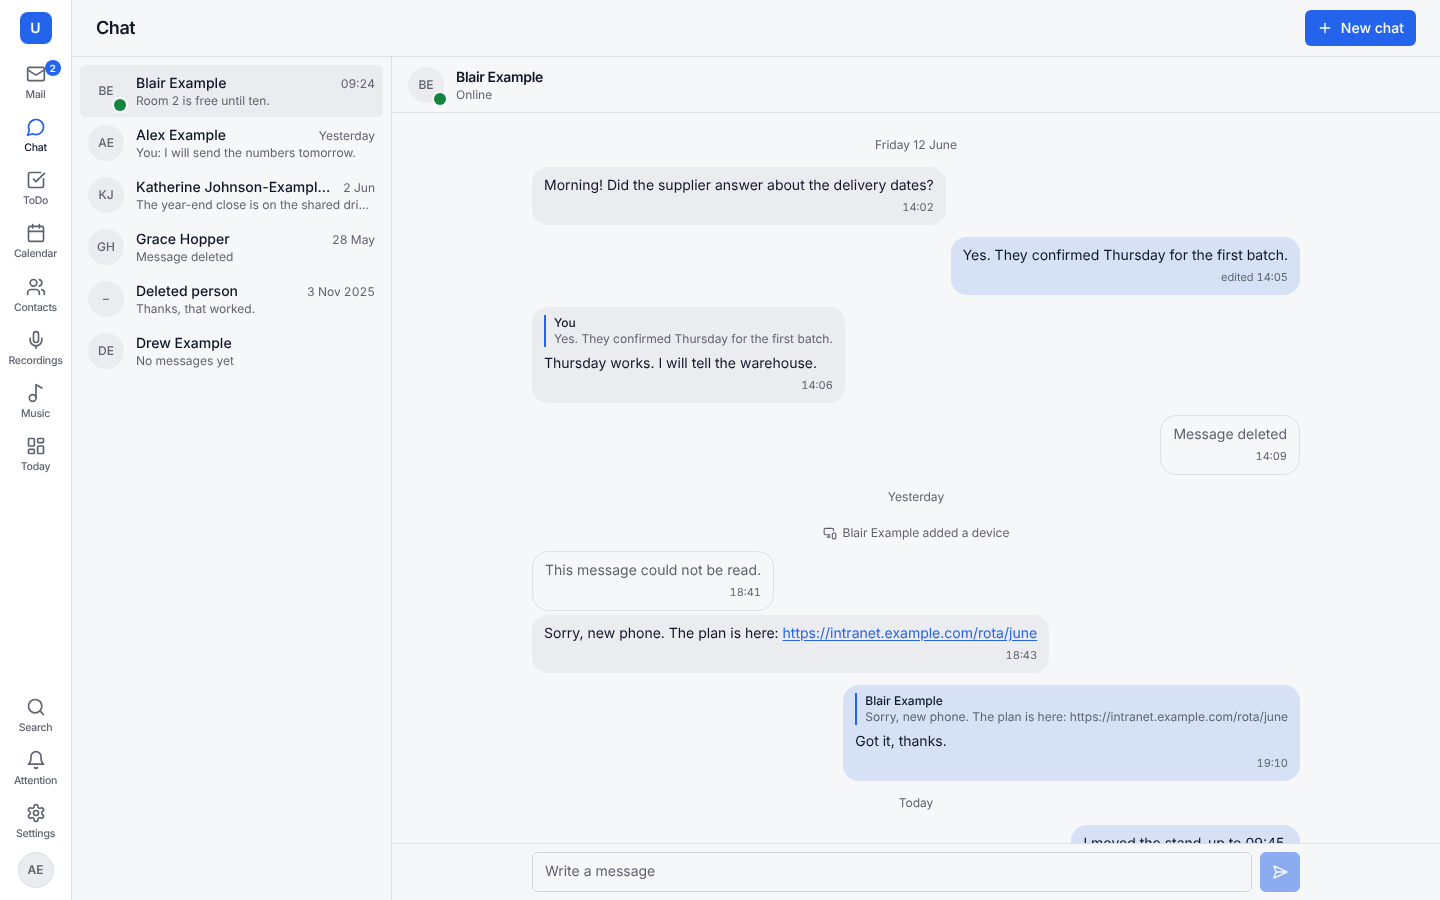 U
Chat
New chat
2
Mail
Chat
ToDo
Calendar
Contacts
Recordings
Music
Today
Search
Attention
Settings
AE
BE
Blair Example
09:24
Room 2 is free until ten.
AE
Alex Example
Yesterday
You: I will send the numbers tomorrow.
KJ
Katherine Johnson-Exampl...
2 Jun
The year-end close is on the shared dri...
GH
Grace Hopper
28 May
Message deleted
–
Deleted person
3 Nov 2025
Thanks, that worked.
DE
Drew Example
No messages yet
BE
Blair Example
Online
Friday 12 June
Morning! Did the supplier answer about the delivery dates?
14:02
Yes. They confirmed Thursday for the first batch.
edited 14:05
You
Yes. They confirmed Thursday for the first batch.
Thursday works. I will tell the warehouse.
14:06
Message deleted
14:09
Yesterday
Blair Example added a device
This message could not be read.
18:41
Sorry, new phone. The plan is here: https://intranet.example.com/rota/june
18:43
Blair Example
Sorry, new phone. The plan is here: https://intranet.example.com/rota/june
Got it, thanks.
19:10
Today
I moved the stand-up to 09:45.
Write a message